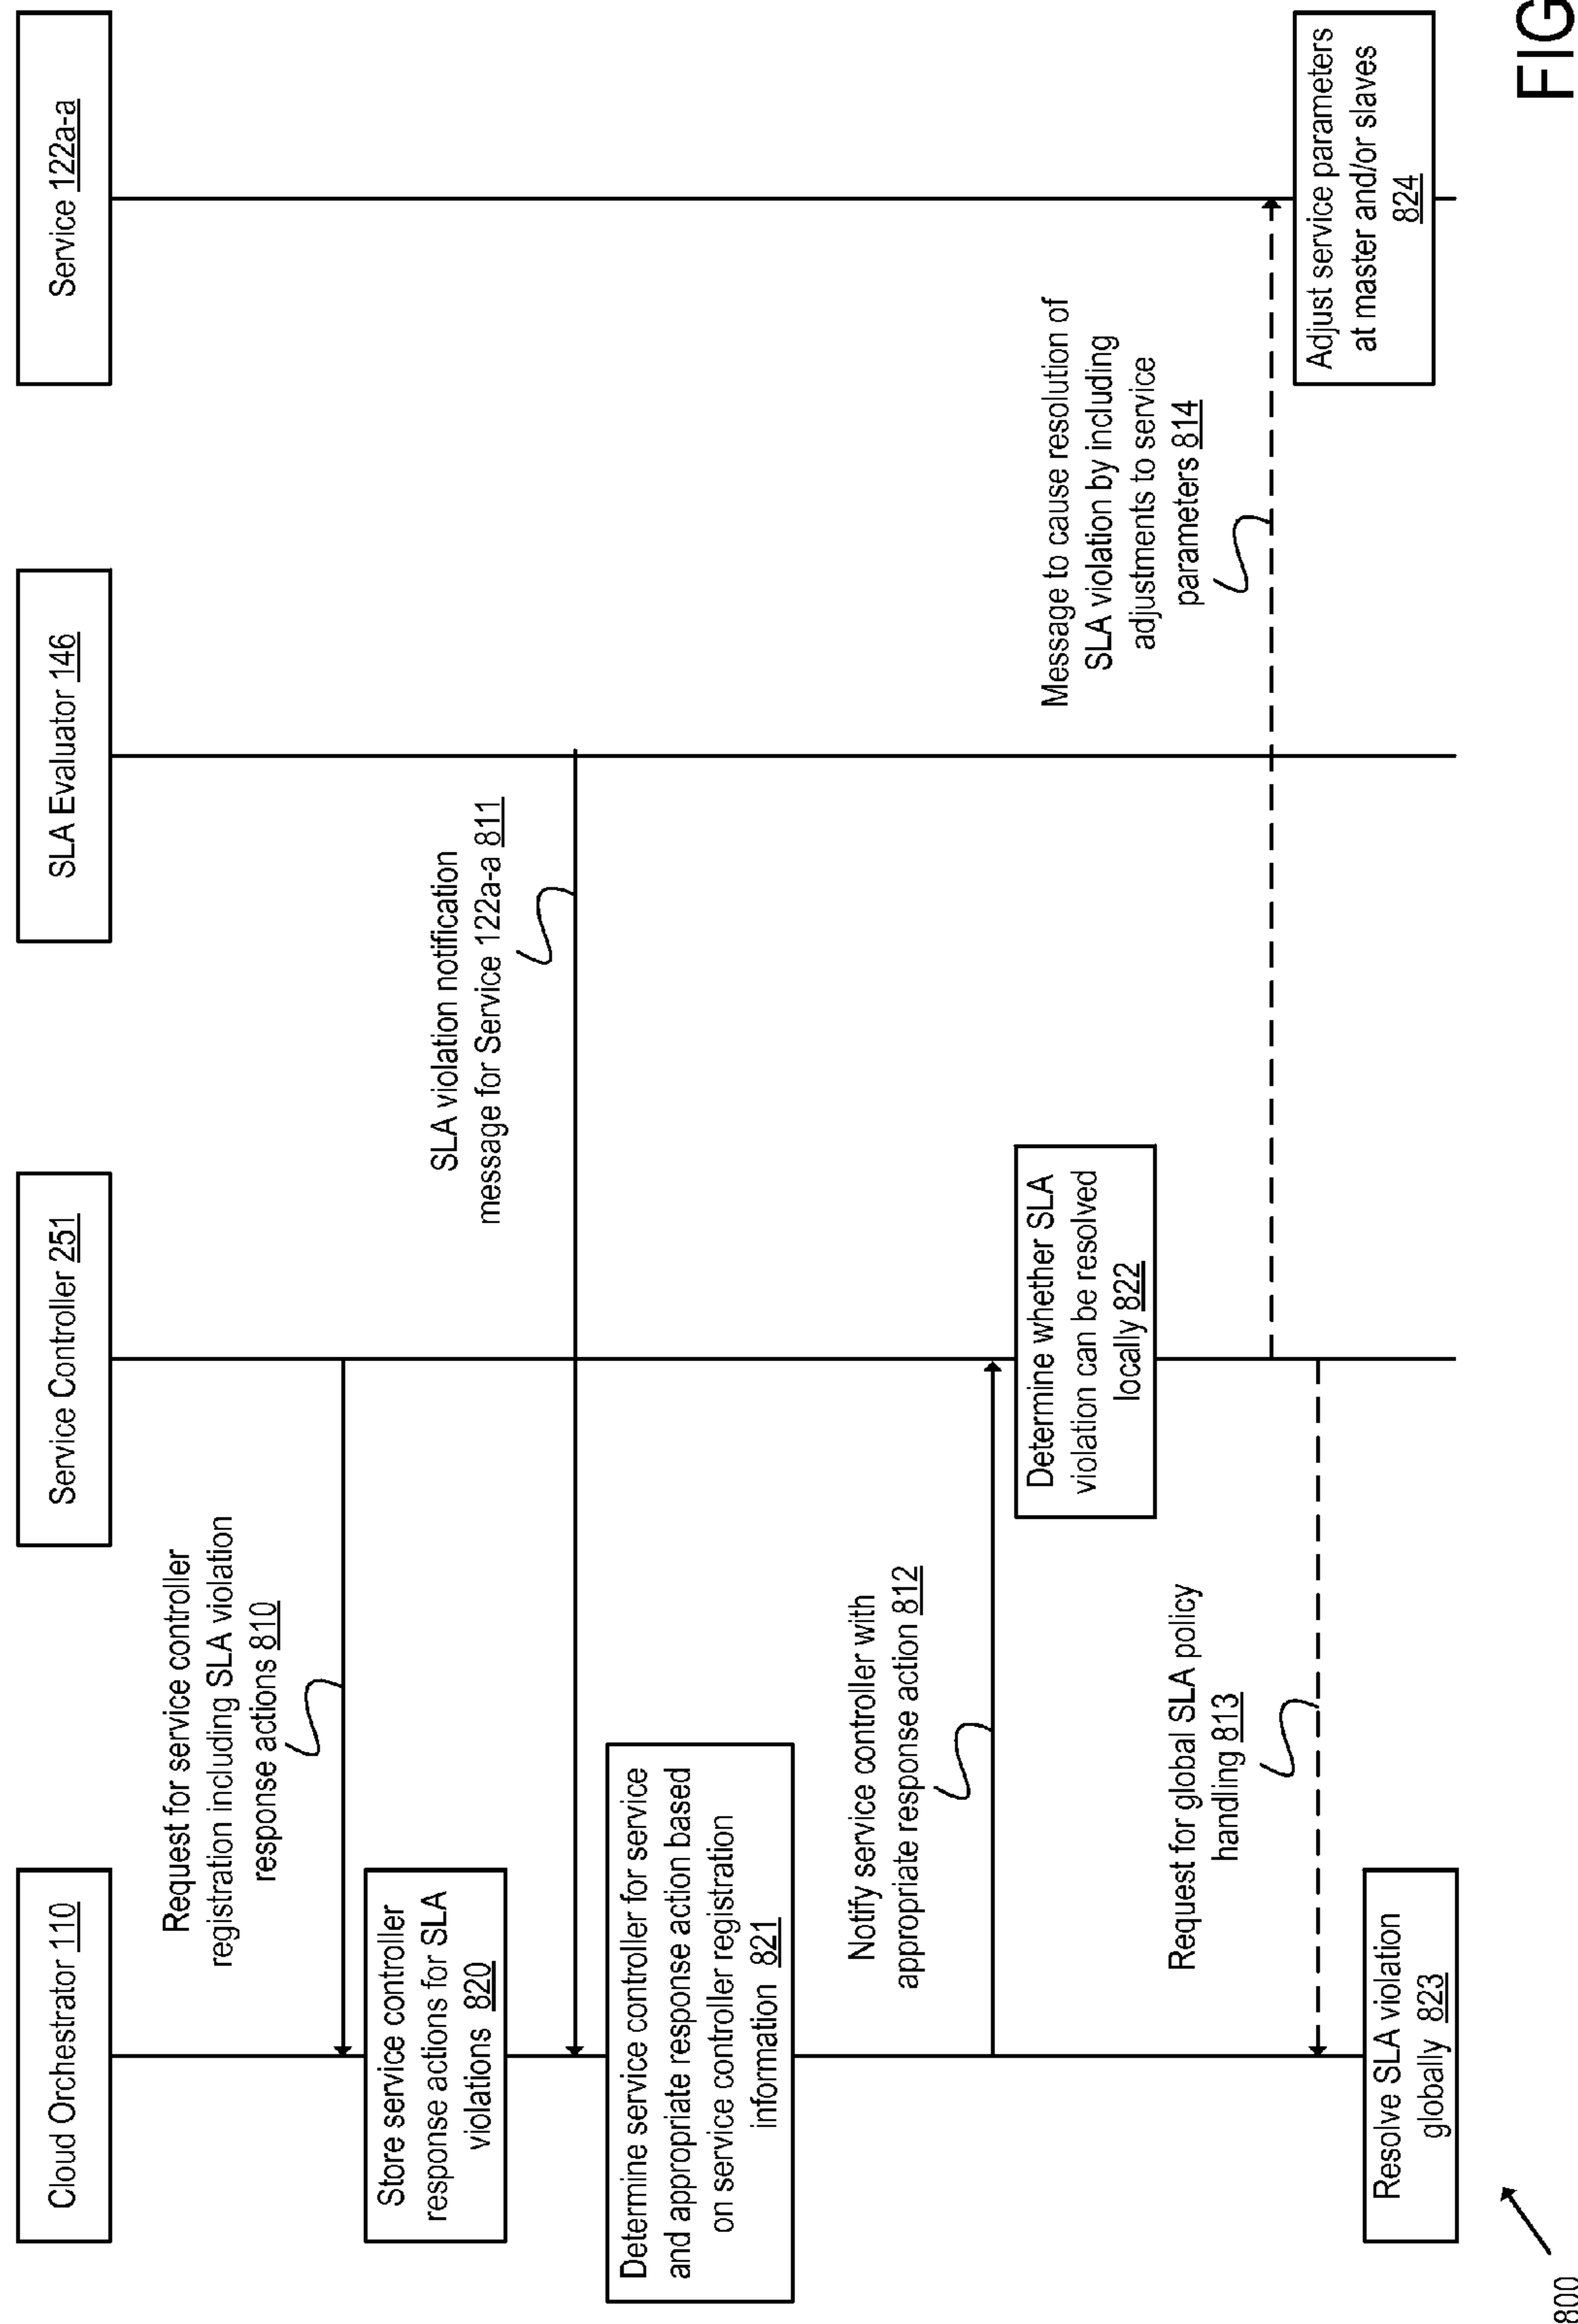 Cloud Orchestrator 110
Service Controller 251
SLA Evaluator 146
Service 122a-a
Request for service controller
registration including SLA violation
response actions 810
Store service controller
response actions for SLA
violations 820
SLA violation notification
message for Service 122a-a 811
Determine service controller for service
and appropriate response action based
on service controller registration
information 821
Notify service controller with
appropriate response action 812
Determine whether SLA
violation can be resolved
locally 822
Message to cause resolution of
SLA violation by including
adjustments to service
parameters 814
Request for global SLA policy
handling 813
Adjust service parameters
at master and/or slaves
824
Resolve SLA violation
globally 823
800
FIG